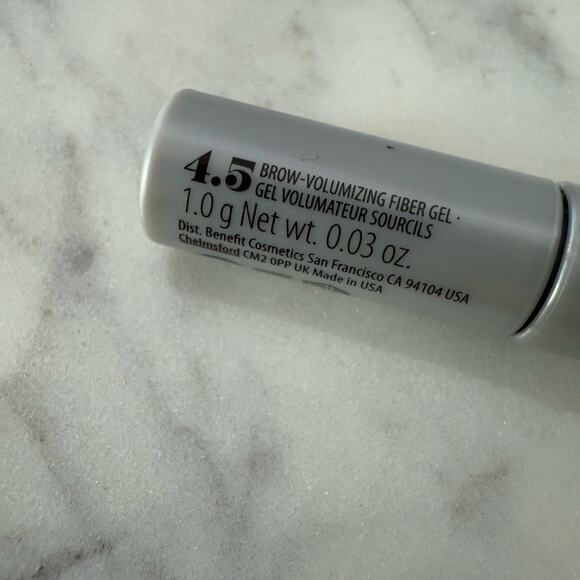 4.5 BROW-VOLUMIZING FIBER GEL ·
GEL VOLUMATEUR SOURCILS
1.0 g Net wt. 0.03 oz.
Dist. Benefit Cosmetics San Francisco CA 94104 USA
Chelmsford CM2 0PP UK Made in USA